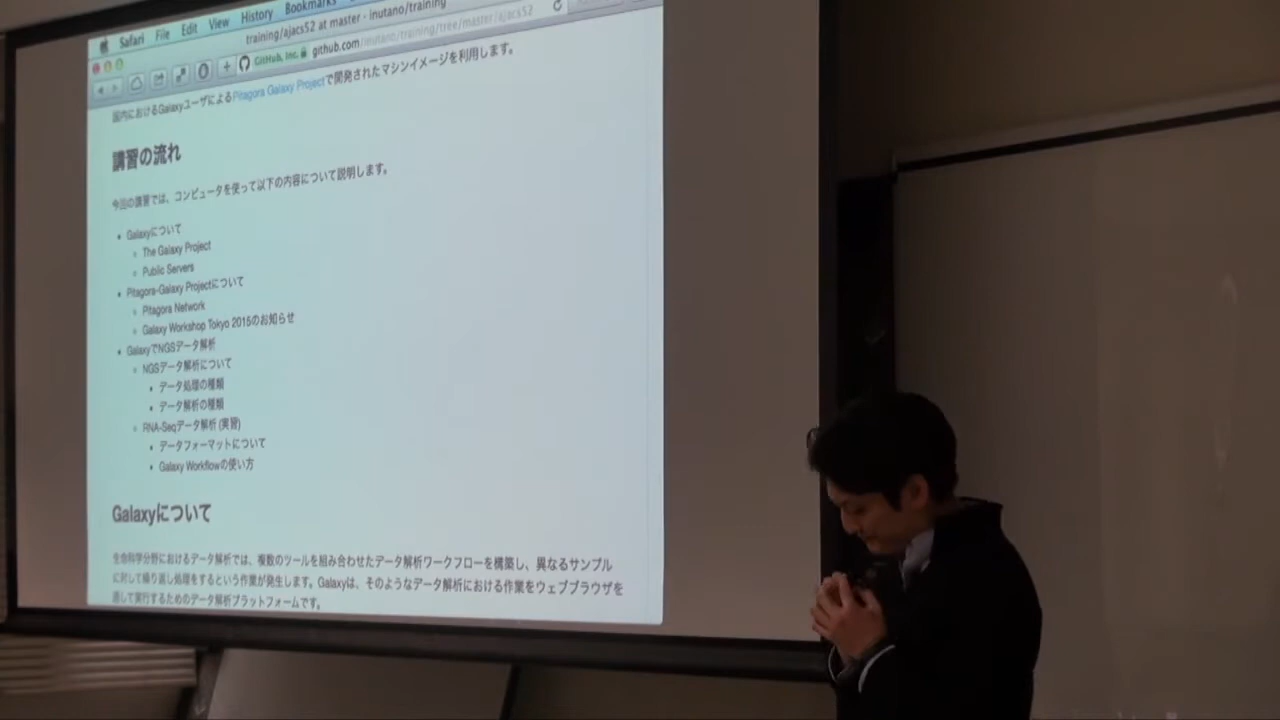 Safari File Edit View History Bookmarks
training/ajacs52 at master · inutano/training
GitHub, Inc. github.com/inutano/training/tree/master/ajacs52
国内におけるGalaxyユーザによるPitagora Galaxy Projectで開発されたマシンイメージを利用します。
講習の流れ
今回の講習では、コンピュータを使って以下の内容について説明します。
Galaxyについて
The Galaxy Project
Public Servers
Pitagora-Galaxy Projectについて
Pitagora Network
Galaxy Workshop Tokyo 2015のお知らせ
GalaxyでNGSデータ解析
NGSデータ解析について
データ処理の種類
データ解析の種類
RNA-Seqデータ解析 (実習)
データフォーマットについて
Galaxy Workflowの使い方
Galaxyについて
生命科学分野におけるデータ解析では、複数のツールを組み合わせたデータ解析ワークフローを構築し、異なるサンプル
に対して繰り返し処理をするという作業が発生します。Galaxyは、そのようなデータ解析における作業をウェブブラウザを
通して実行するためのデータ解析プラットフォームです。